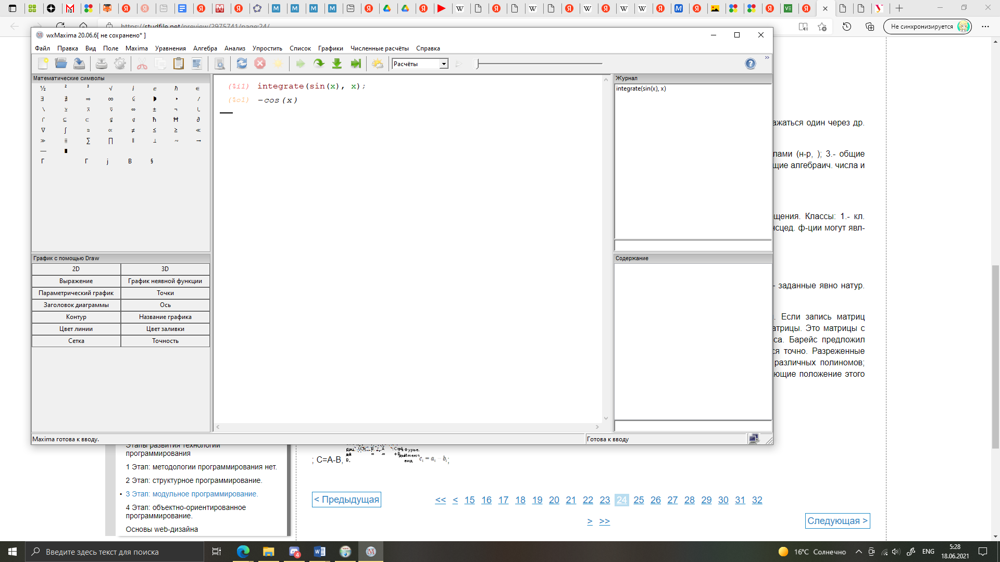 https://studfile.net/preview/2975741/page:24/
Не синхронизируется
wxMaxima 20.06.6[ не сохранено* ]
Файл Правка Вид Поле Maxima Уравнения Алгебра Анализ Упростить Список Графики Численные расчёты Справка
Расчёты
Математические символы
½ ² ³ √ ⅈ ⅇ ℏ ∈
∃ ∄ ⇒ ∞
⇔ ± ¬
⊆ ⊂ ħ Ħ ∂
∇ ∫ ≅ ∝ ≠ ≤ ≥ ≪
≫ ≣ ∑ ∏ ∥ ⟂ ~ →
Г Г j B §
График с помощью Draw
2D 3D
Выражение График неявной функции
Параметрический график Точки
Заголовок диаграммы Ось
Контур Название графика
Цвет линии Цвет заливки
Сетка Точность
(%i1) integrate(sin(x), x);
(%o1) −cos(x)
Журнал
integrate(sin(x), x)
Содержание
Maxima готова к вводу.
Готова к вводу
ажаться один через др.
лами (н-р, ); 3.- общие
щие алгебраич. числа и
щения. Классы: 1.- кл.
нсцед. ф-ции могут явл-
- заданные явно натур.
. Если запись матриц
атрицы. Это матрицы с
са. Барейс предложил
ся точно. Разреженные
различных полиномов;
ющие положение этого
Этапы развития технологии
программирования
1 Этап: методологии программирования нет.
2 Этап: структурное программирование.
• 3 Этап: модульное программирование.
4 Этап: объектно-ориентированное
программирование.
Основы web-дизайна
; C=A-B,
Фурье.
Имеют
вид
cᵢ = aᵢ − bᵢ;
< Предыдущая
<< < 15 16 17 18 19 20 21 22 23 24 25 26 27 28 29 30 31 32
> >>
Следующая >
Введите здесь текст для поиска
4
16°C Солнечно
ENG
5:28
18.06.2021